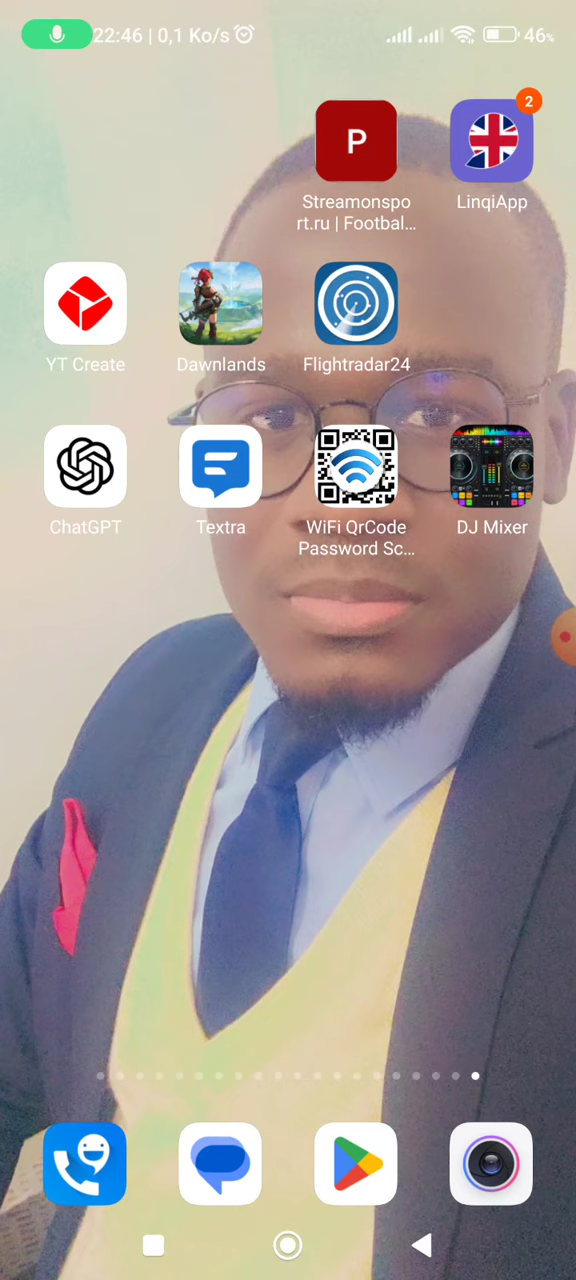 22:46 | 0,1 Ko/s
46%
P
2
Streamonspo
rt.ru | Footbal...
LinqiApp
YT Create
Dawnlands
Flightradar24
ChatGPT
Textra
WiFi QrCode
Password Sc...
DJ Mixer